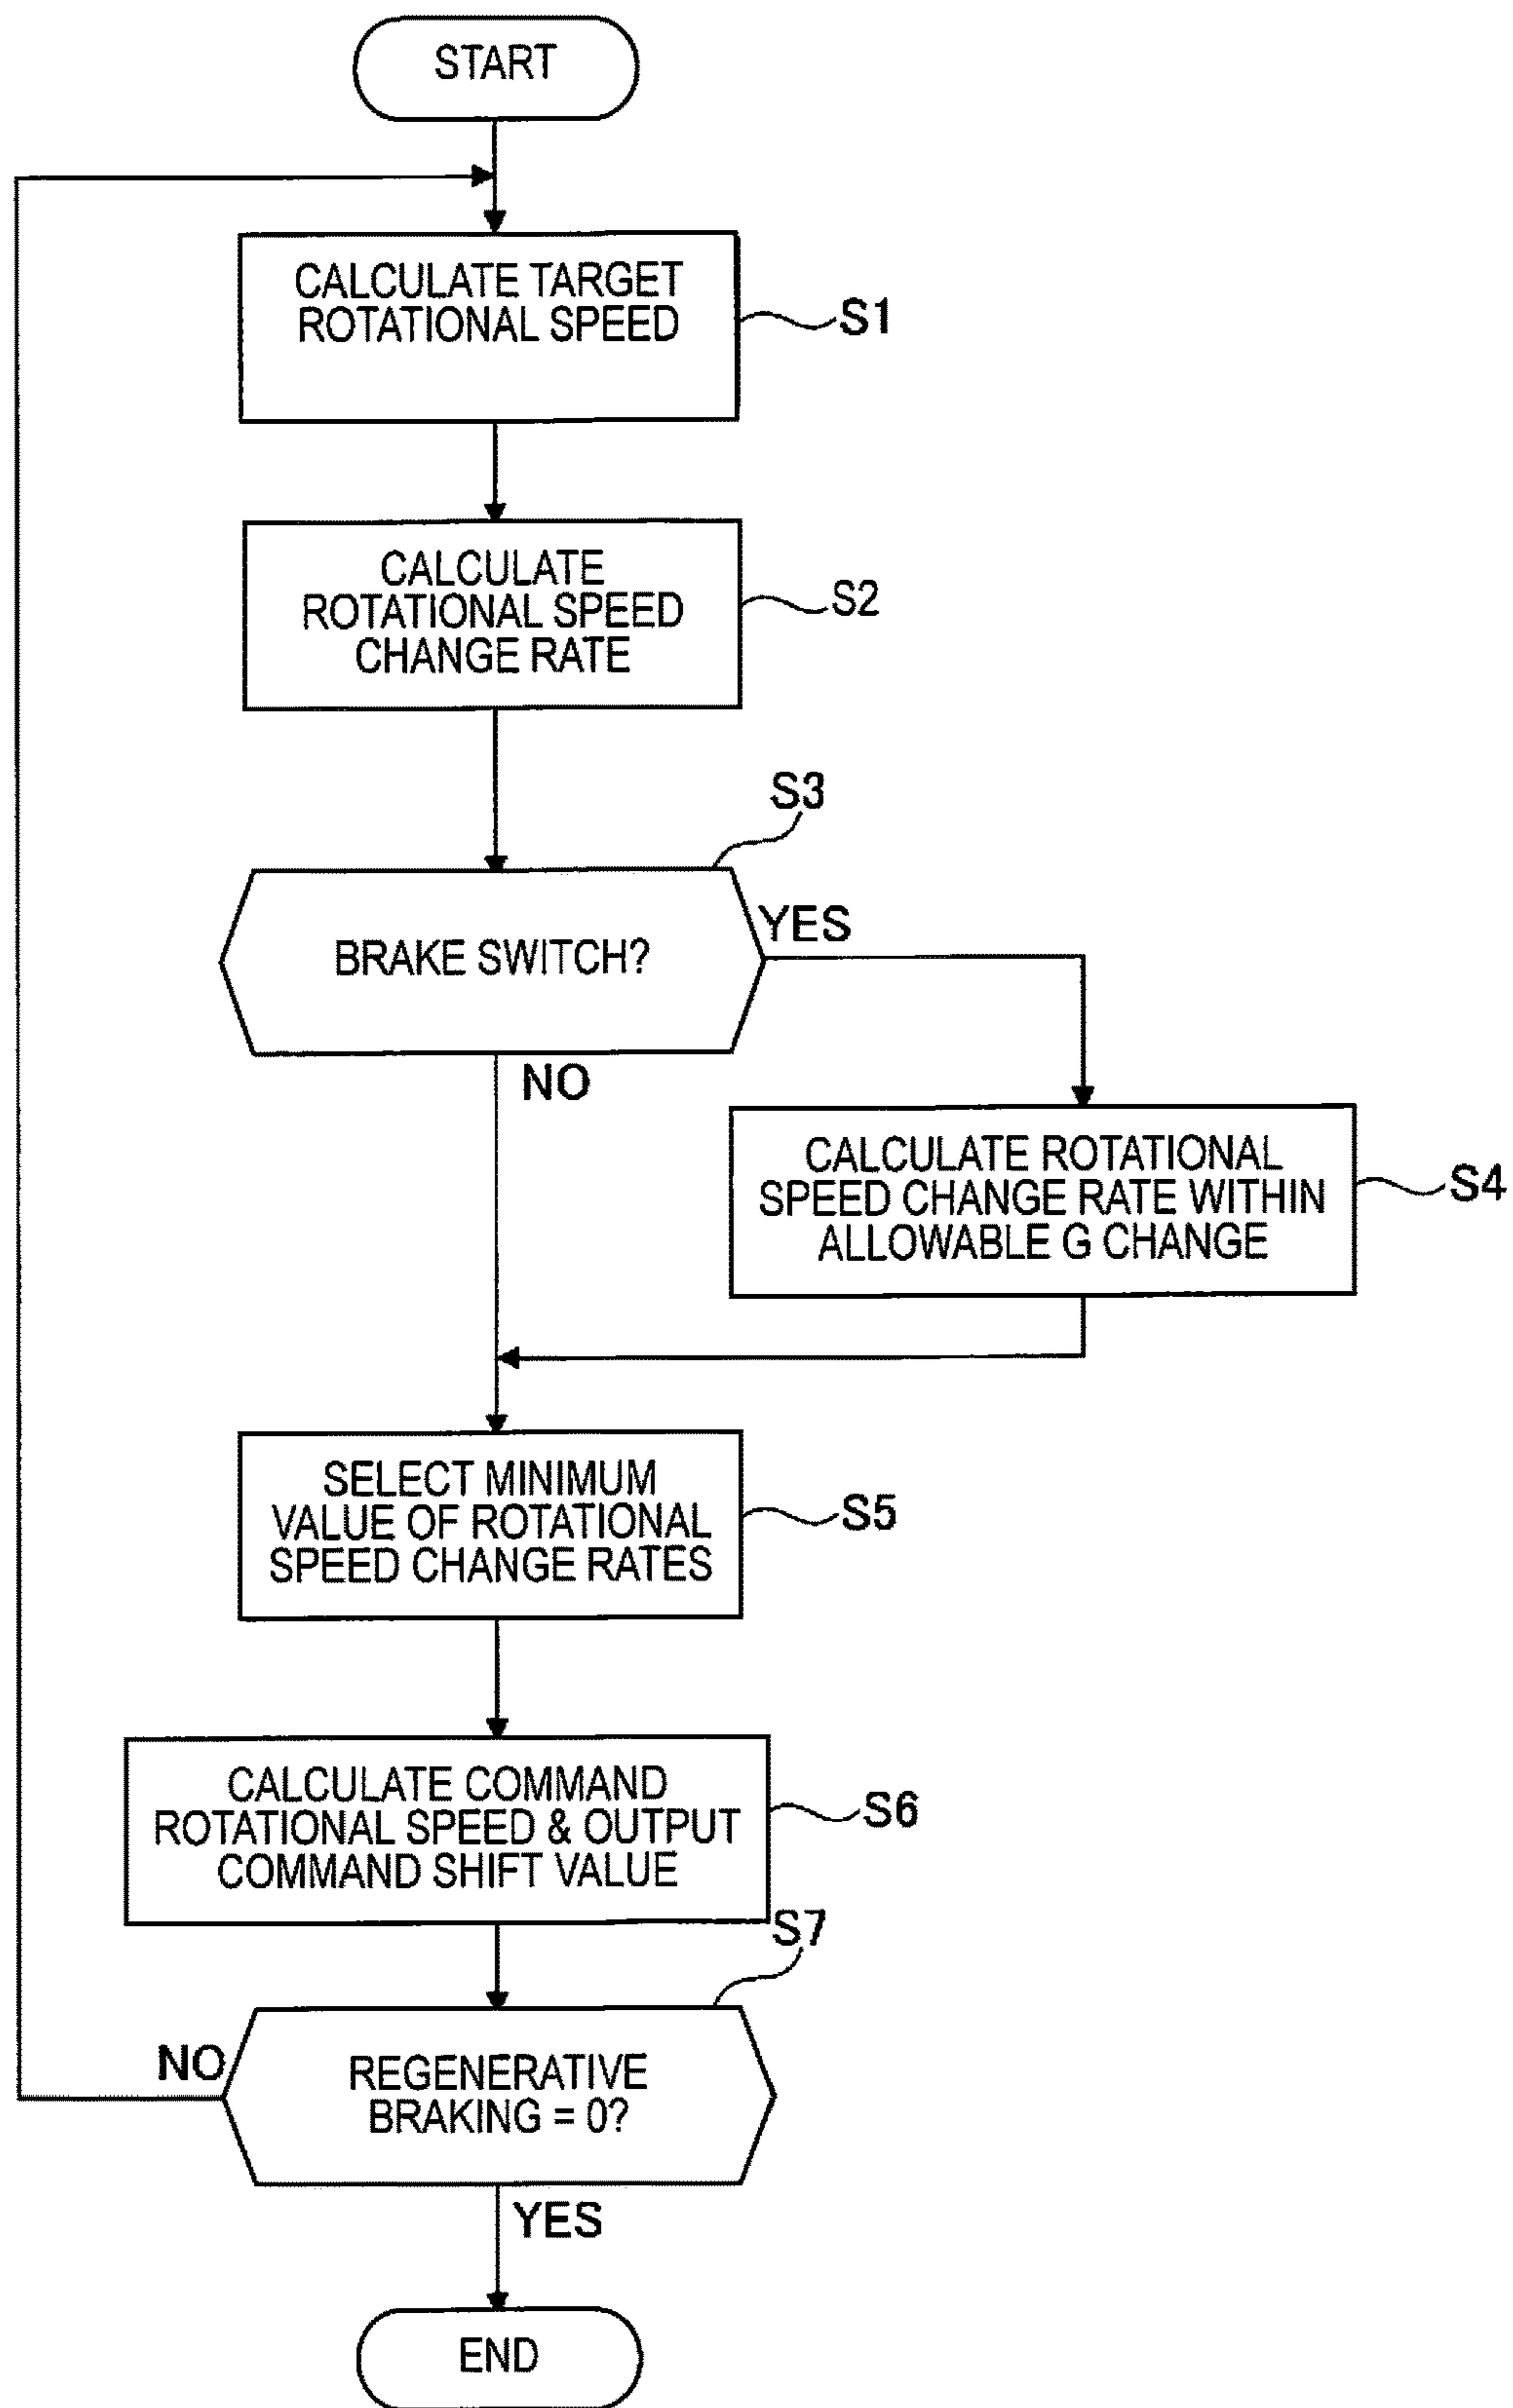 START
CALCULATE TARGET
ROTATIONAL SPEED
S1
CALCULATE
ROTATIONAL SPEED
CHANGE RATE
S2
S3
BRAKE SWITCH?
YES
NO
CALCULATE ROTATIONAL
SPEED CHANGE RATE WITHIN
ALLOWABLE G CHANGE
S4
SELECT MINIMUM
VALUE OF ROTATIONAL
SPEED CHANGE RATES
S5
CALCULATE COMMAND
ROTATIONAL SPEED & OUTPUT
COMMAND SHIFT VALUE
S6
S7
NO
REGENERATIVE
BRAKING = 0?
YES
END